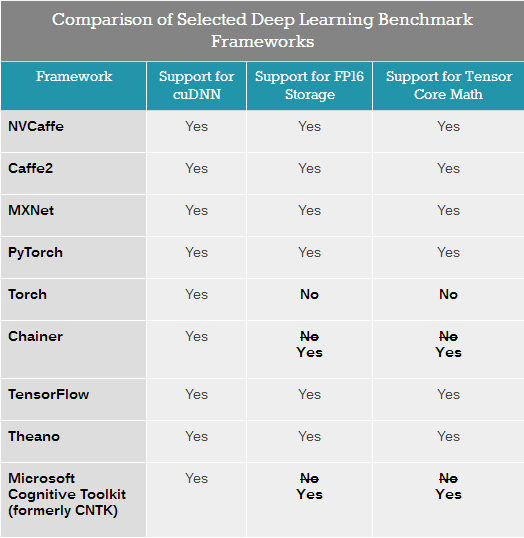 Comparison of Selected Deep Learning Benchmark
Frameworks
Framework
Support for
cuDNN
Support for FP16
Storage
Support for Tensor
Core Math
NVCaffe Yes Yes Yes
Caffe2 Yes Yes Yes
MXNet Yes Yes Yes
PyTorch Yes Yes Yes
Torch Yes No No
Chainer Yes No No
Yes Yes
TensorFlow Yes Yes Yes
Theano Yes Yes Yes
Microsoft Yes No No
Cognitive Toolkit Yes Yes
(formerly CNTK)